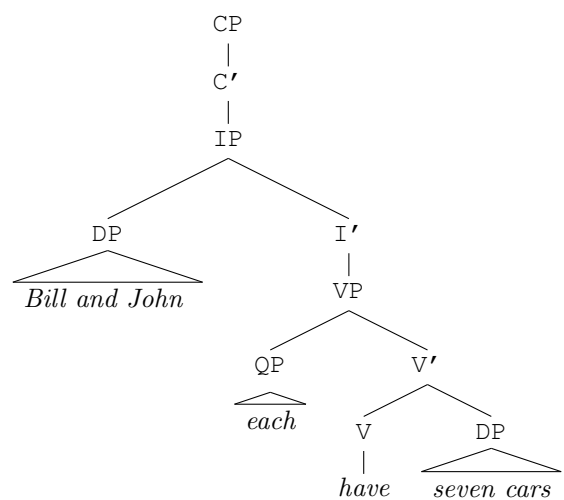 CP
C′
IP
DP I′
Bill and John VP
QP V′
each V DP
have seven cars